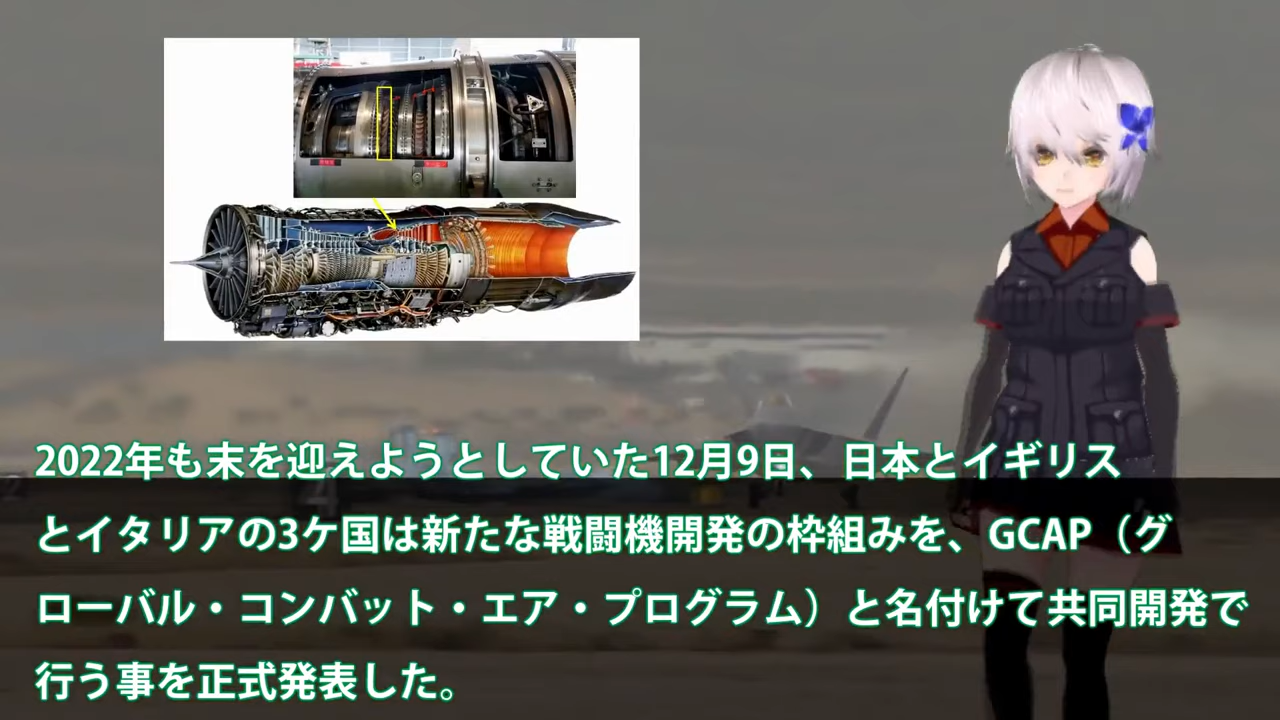 2022年も末を迎えようとしていた12月9日、日本とイギリス
とイタリアの3ケ国は新たな戦闘機開発の枠組みを、GCAP（グ
ローバル・コンバット・エア・プログラム）と名付けて共同開発で
行う事を正式発表した。